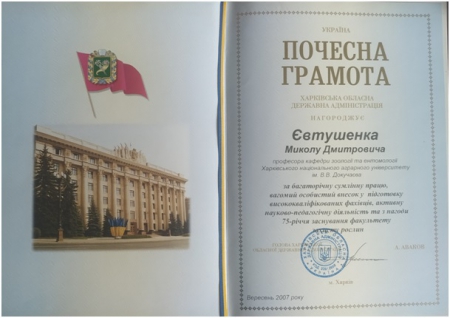 УКРАЇНА
ПОЧЕСНА
ГРАМОТА
ХАРКІВСЬКА ОБЛАСНА
ДЕРЖАВНА АДМІНІСТРАЦІЯ
НАГОРОДЖУЄ
Євтушенка
Миколу Дмитровича
професора кафедри зоології та ентомології
Харківського національного аграрного університету
ім. В.В. Докучаєва
за багаторічну сумлінну працю,
вагомий особистий внесок у підготовку
висококваліфікованих фахівців, активну
науково-педагогічну діяльність та з нагоди
75-річчя заснування факультету
захисту рослин
м. Харків
Вересень 2007 року